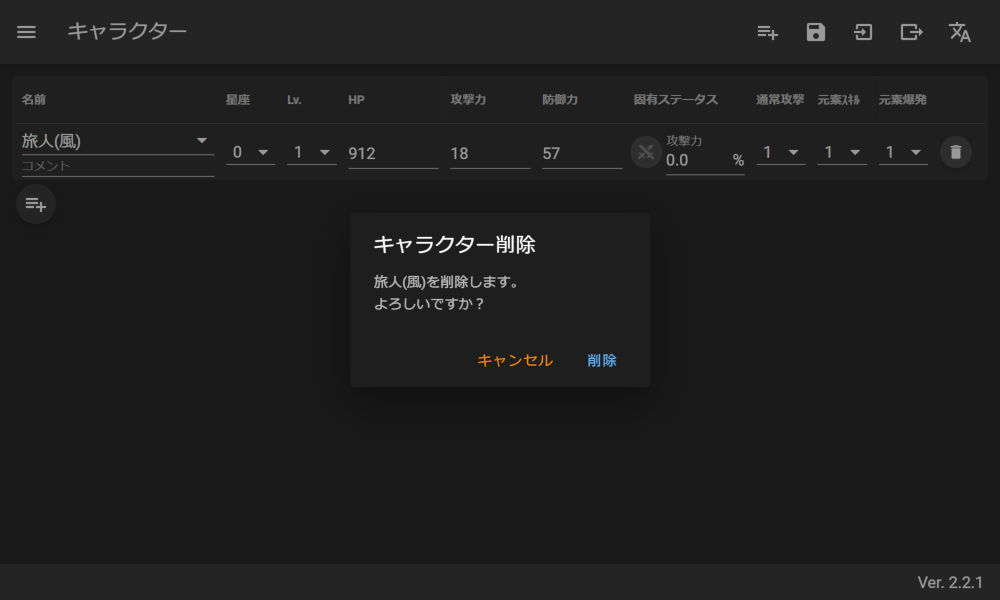 キャラクター
名前 星座 Lv. HP 攻撃力 防御力 固有ステータス 通常攻撃 元素スキル 元素爆発
旅人(風) 0 1 912 18 57 攻撃力 0.0 % 1 1 1
コメント
キャラクター削除
旅人(風)を削除します。
よろしいですか？
キャンセル 削除
Ver. 2.2.1